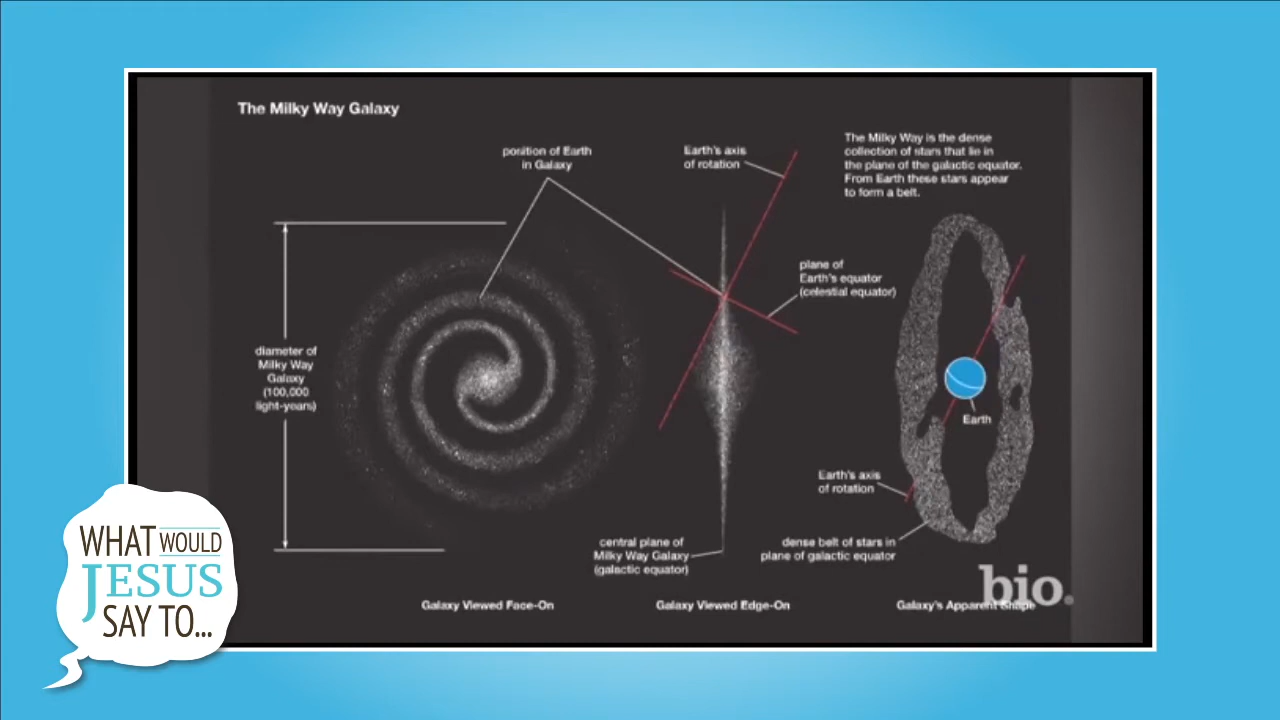 The Milky Way Galaxy
position of Earth
in Galaxy
Earth's axis
of rotation
The Milky Way is the dense
collection of stars that lie in
the plane of the galactic equator.
From Earth these stars appear
to form a belt.
plane of
Earth's equator
(celestial equator)
diameter of
Milky Way
Galaxy
(100,000
light-years)
Earth
Earth's axis
of rotation
central plane of
Milky Way Galaxy
(galactic equator)
dense belt of stars in
plane of galactic equator
Galaxy Viewed Face-On
Galaxy Viewed Edge-On
Galaxy's Apparent Shape
bio.
WHAT WOULD
JESUS
SAY TO...